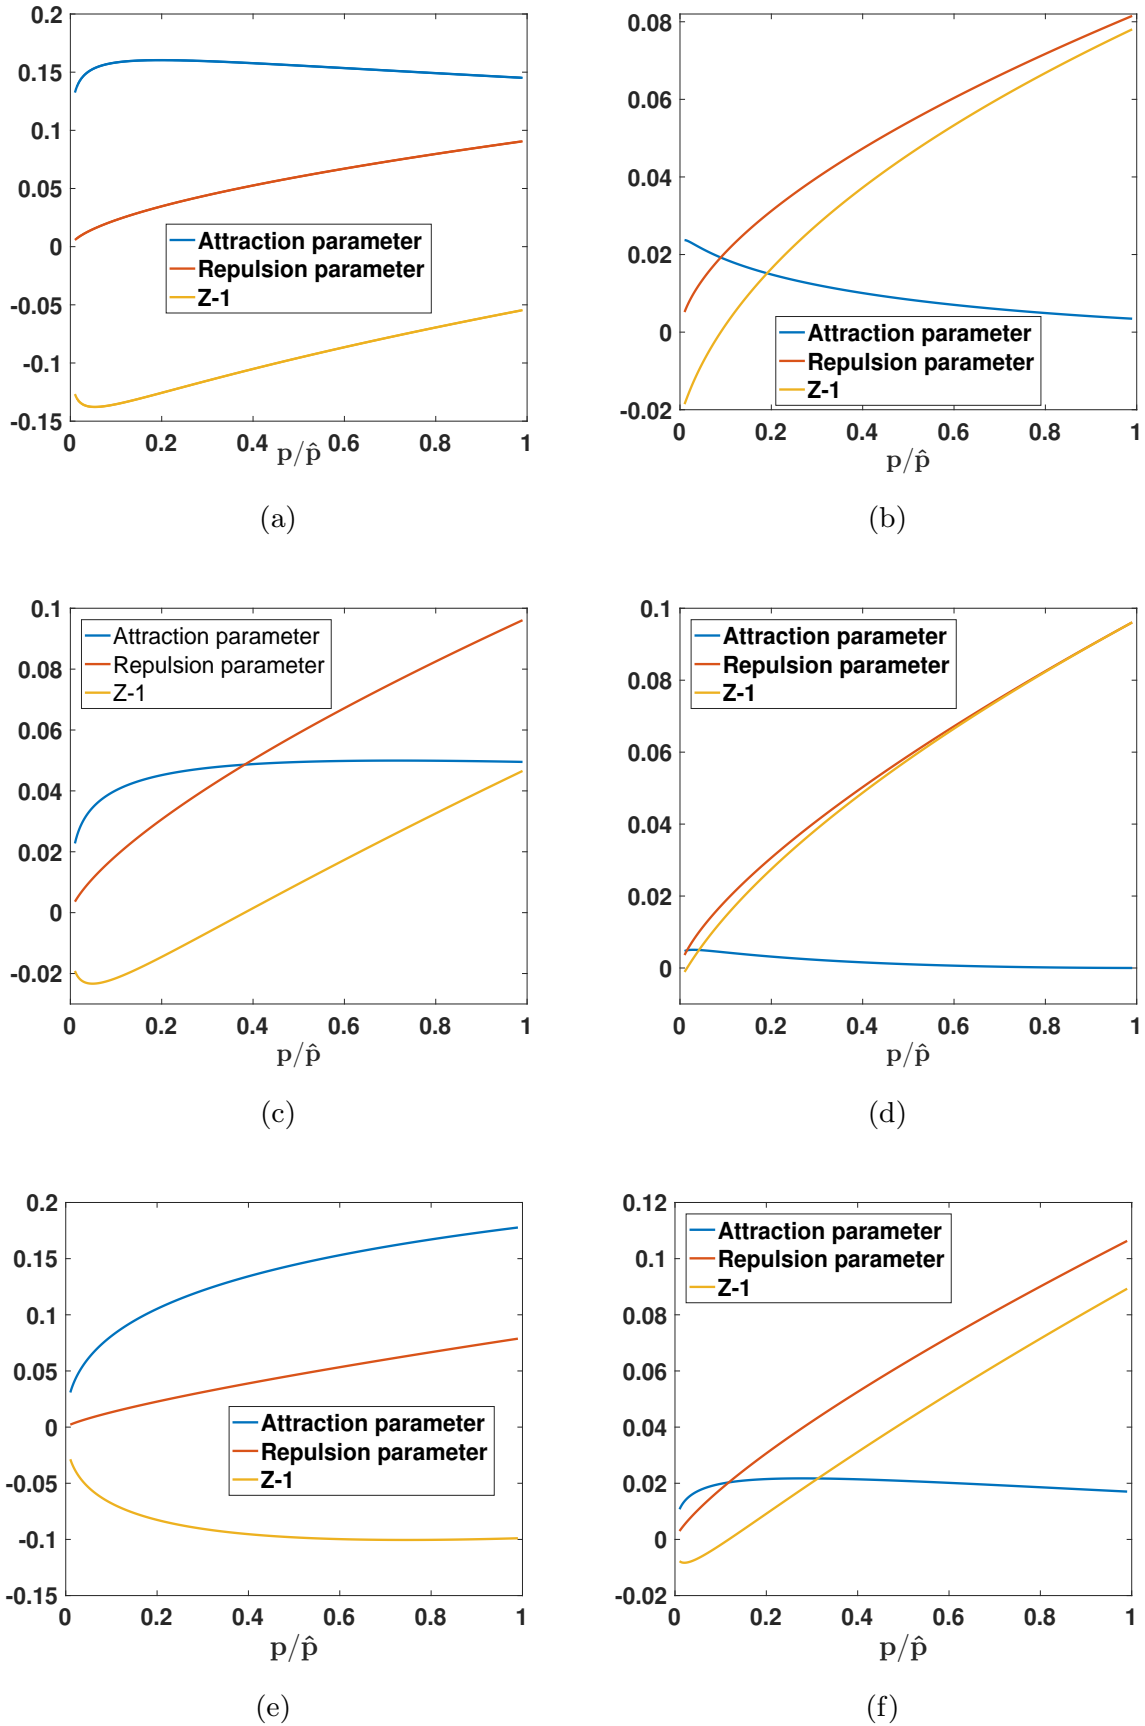 0.2
0.15
0.1
0.05
0
-0.05
-0.1
-0.15
Attraction parameter
Repulsion parameter
Z-1
0 0.2 0.4 0.6 0.8 1
p/p̂
(a)
0.08
0.06
0.04
0.02
0
-0.02
Attraction parameter
Repulsion parameter
Z-1
0 0.2 0.4 0.6 0.8 1
p/p̂
(b)
0.1
0.08
0.06
0.04
0.02
0
-0.02
Attraction parameter
Repulsion parameter
Z-1
0 0.2 0.4 0.6 0.8 1
p/p̂
(c)
0.1
0.08
0.06
0.04
0.02
0
Attraction parameter
Repulsion parameter
Z-1
0 0.2 0.4 0.6 0.8 1
p/p̂
(d)
0.2
0.15
0.1
0.05
0
-0.05
-0.1
-0.15
Attraction parameter
Repulsion parameter
Z-1
0 0.2 0.4 0.6 0.8 1
p/p̂
(e)
0.12
0.1
0.08
0.06
0.04
0.02
0
-0.02
Attraction parameter
Repulsion parameter
Z-1
0 0.2 0.4 0.6 0.8 1
p/p̂
(f)